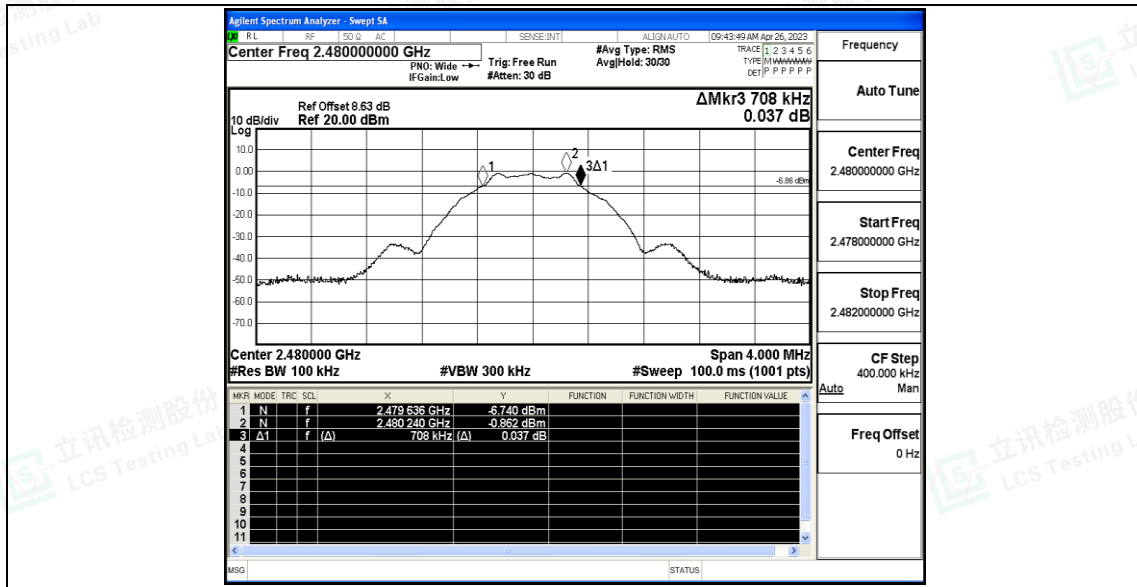 Agilent Spectrum Analyzer - Swept SA
RL RF 50 Ω AC SENSE:INT ALIGN AUTO 09:43:49 AM Apr 26, 2023
Center Freq 2.480000000 GHz
PNO: Wide
IFGain:Low
Trig: Free Run
#Atten: 30 dB
#Avg Type: RMS
Avg|Hold: 30/30
TRACE 1 2 3 4 5 6
TYPE M W W W W W
DET P P P P P P
Ref Offset 8.63 dB
10 dB/div Ref 20.00 dBm
Log
ΔMkr3 708 kHz
0.037 dB
10.0
0.00
-10.0
-20.0
-30.0
-40.0
-50.0
-60.0
-70.0
1
2
3Δ1
-6.86 dBm
Center 2.480000 GHz Span 4.000 MHz
#Res BW 100 kHz #VBW 300 kHz #Sweep 100.0 ms (1001 pts)
MKR MODE TRC SCL X Y FUNCTION FUNCTION WIDTH FUNCTION VALUE
1 N f 2.479 636 GHz -6.740 dBm
2 N f 2.480 240 GHz -0.862 dBm
3 Δ1 f (Δ) 708 kHz (Δ) 0.037 dB
4
5
6
7
8
9
10
11
MSG STATUS
Frequency
Auto Tune
Center Freq
2.480000000 GHz
Start Freq
2.478000000 GHz
Stop Freq
2.482000000 GHz
CF Step
400.000 kHz
Auto Man
Freq Offset
0 Hz
立讯检测股份
LCS Testing Lab
立讯检测股份
LCS Testing L
esting Lab